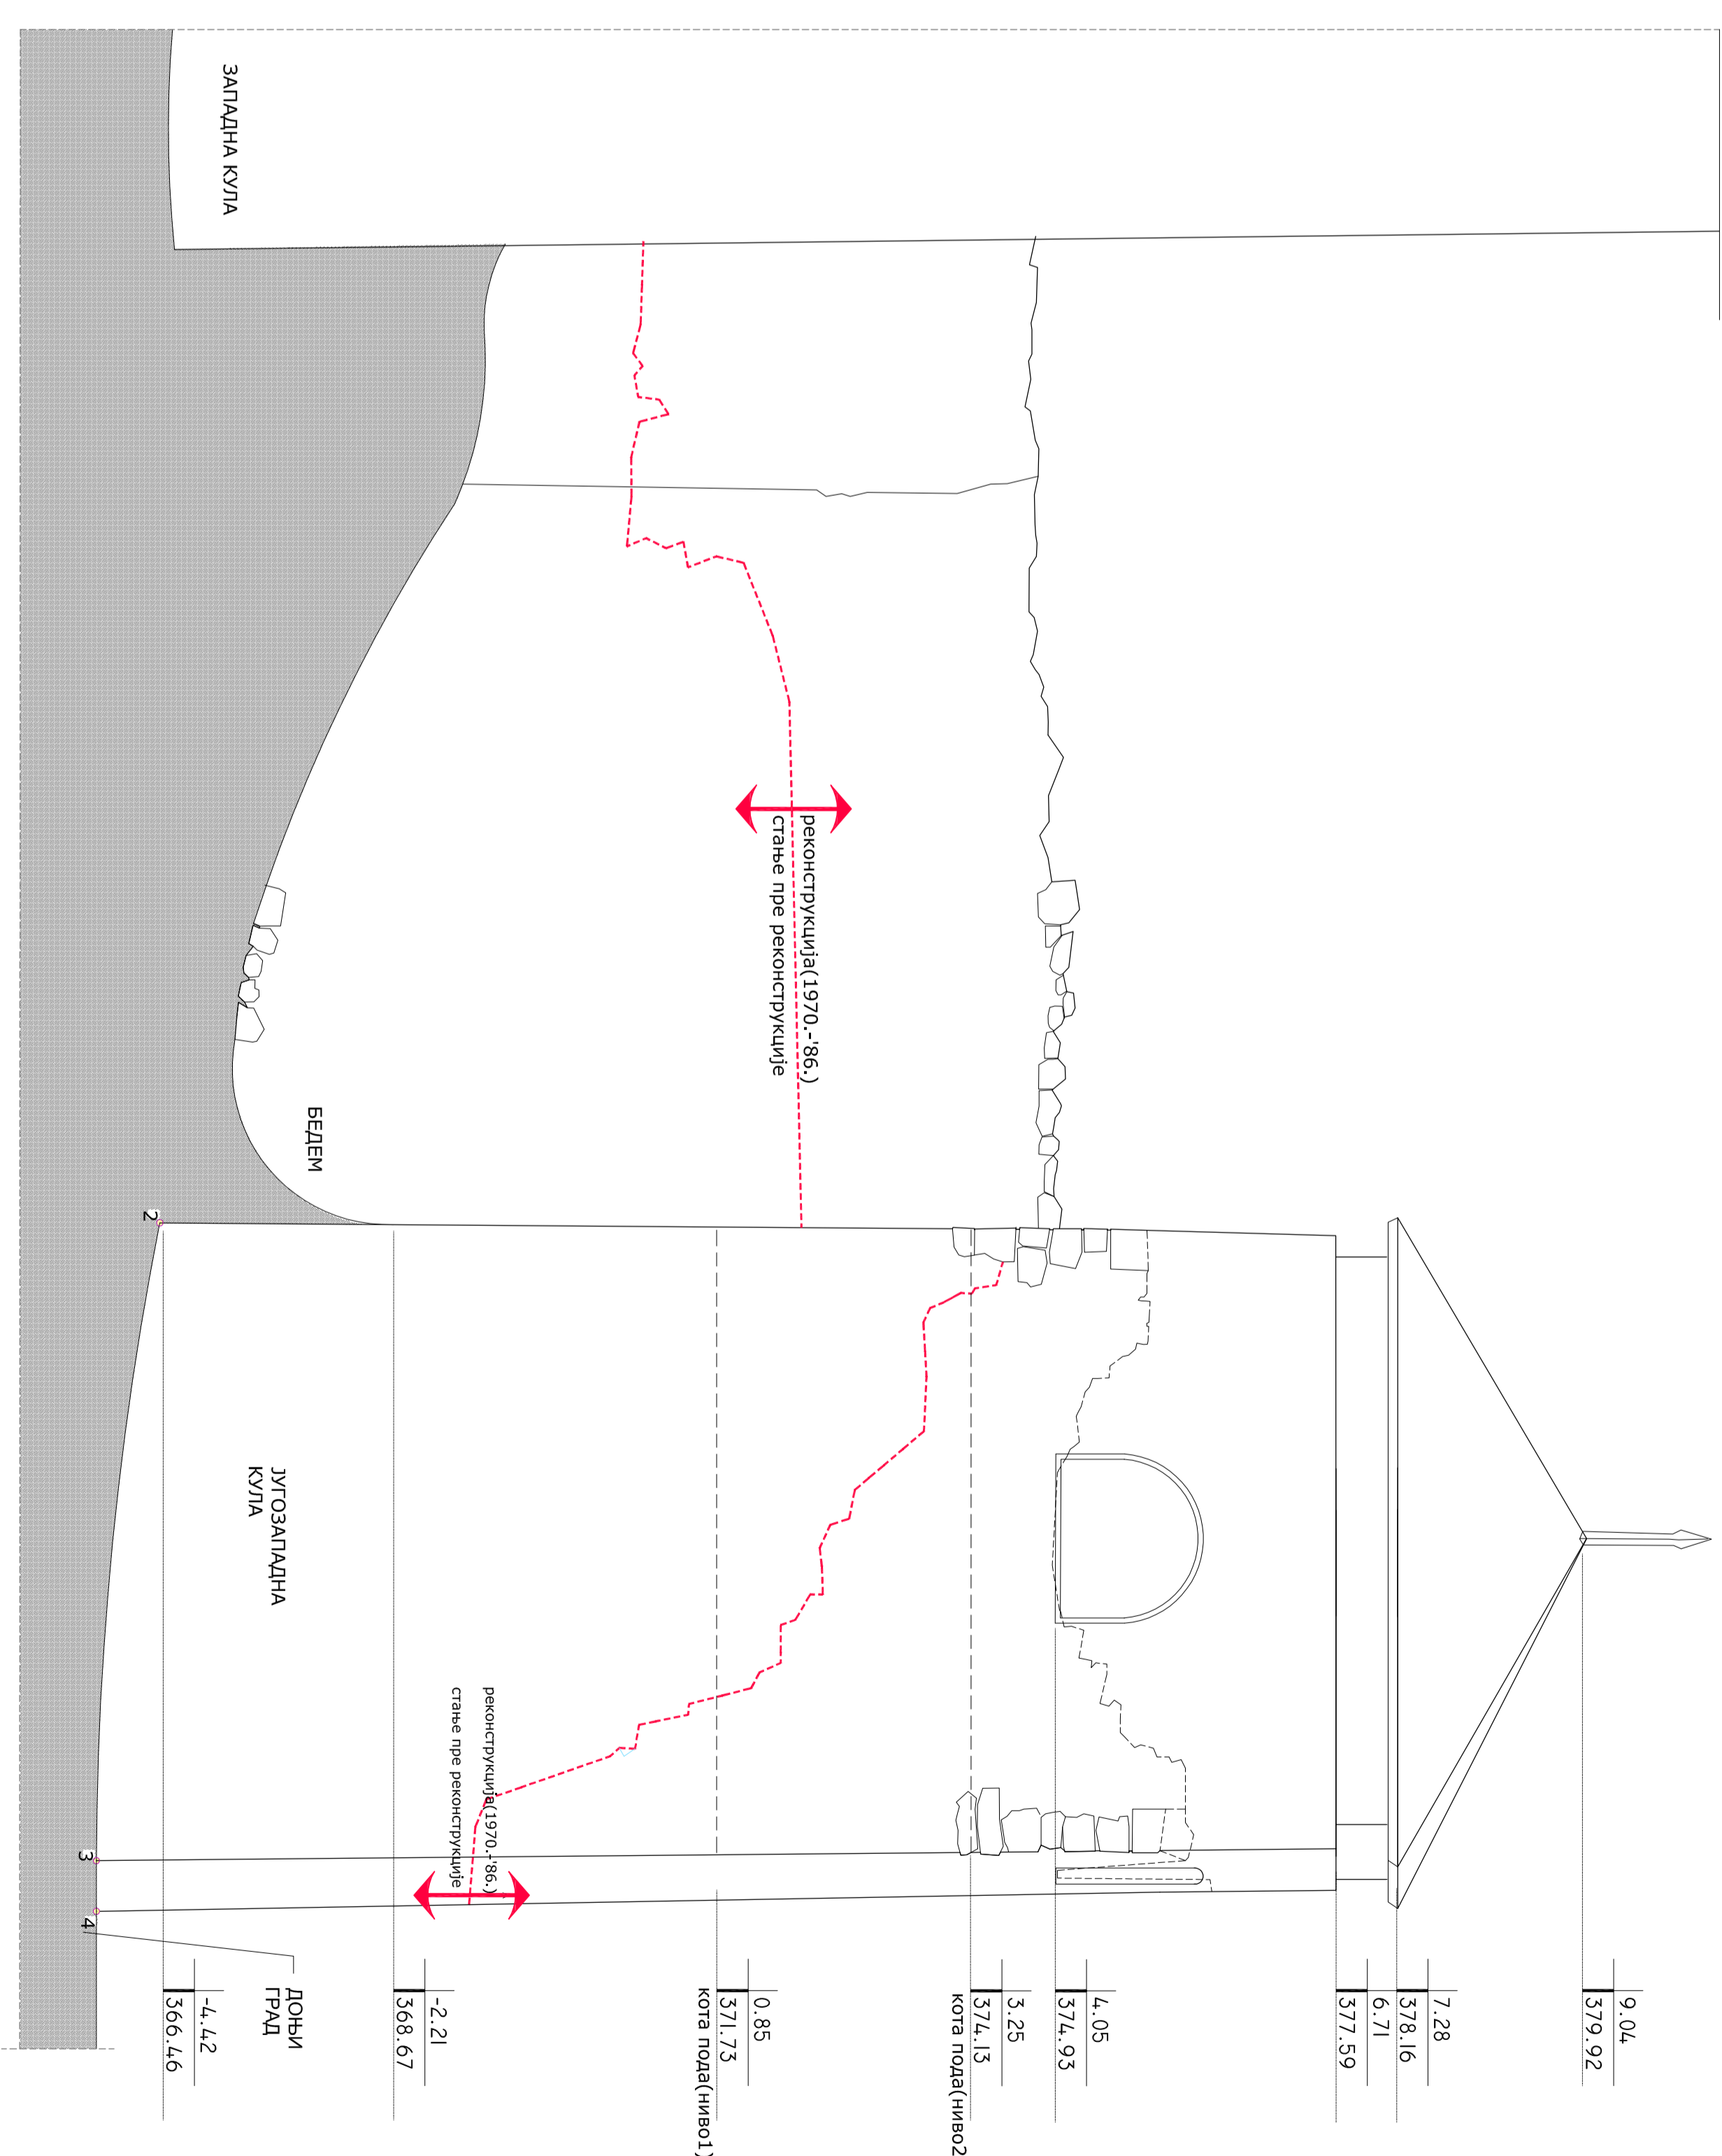 ЗАПАДНА КУЛА
реконструкција(1970.-'86.)
стање пре реконструкције
БЕДЕМ
2
ЈУГОЗАПАДНА
КУЛА
реконструкција(1970.-'86.)
стање пре реконструкције
3
4
ДОЊИ
ГРАД
9.04
379.92
7.28
378.16
6.71
377.59
4.05
374.93
3.25
374.13
кота пода(ниво2
0.85
371.73
кота пода(ниво1)
-2.21
368.67
-4.42
366.46